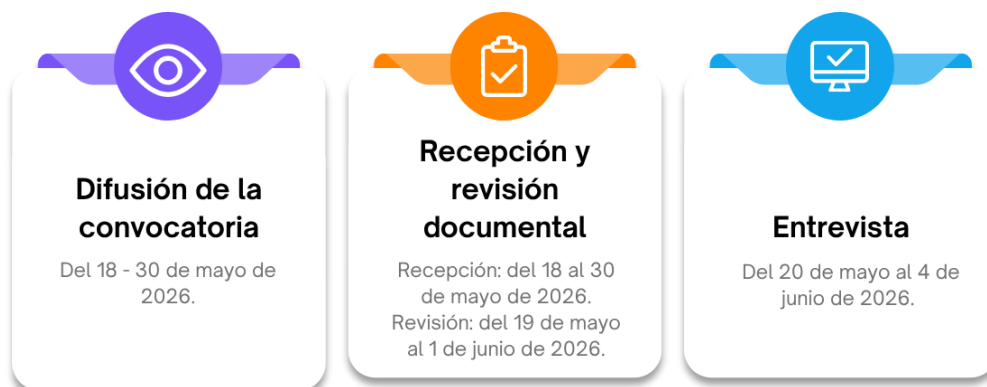 Difusión de la
convocatoria
Del 18 - 30 de mayo de
2026.
Recepción y
revisión
documental
Recepción: del 18 al 30
de mayo de 2026.
Revisión: del 19 de mayo
al 1 de junio de 2026.
Entrevista
Del 20 de mayo al 4 de
junio de 2026.